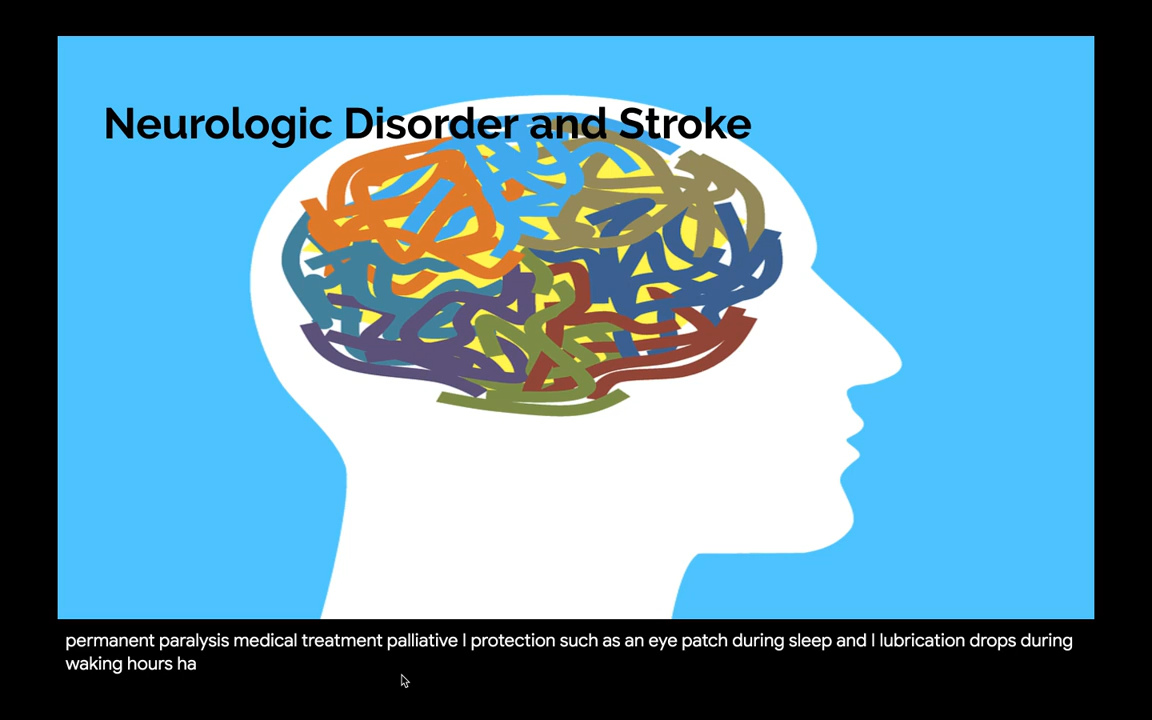 Neurologic Disorder and Stroke
permanent paralysis medical treatment palliative I protection such as an eye patch during sleep and I lubrication drops during
waking hours ha